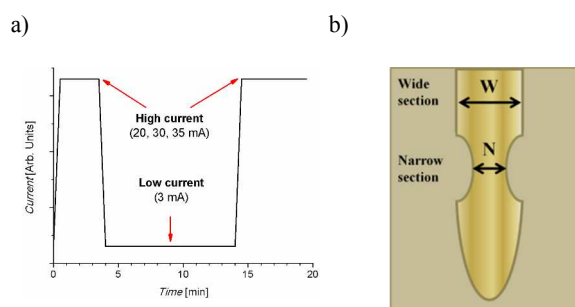 a)
b)
Current [Arb. Units]
High current
(20, 30, 35 mA)
Low current
(3 mA)
0
5
10
15
20
Time [min]
Wide
section
W
Narrow
section
N